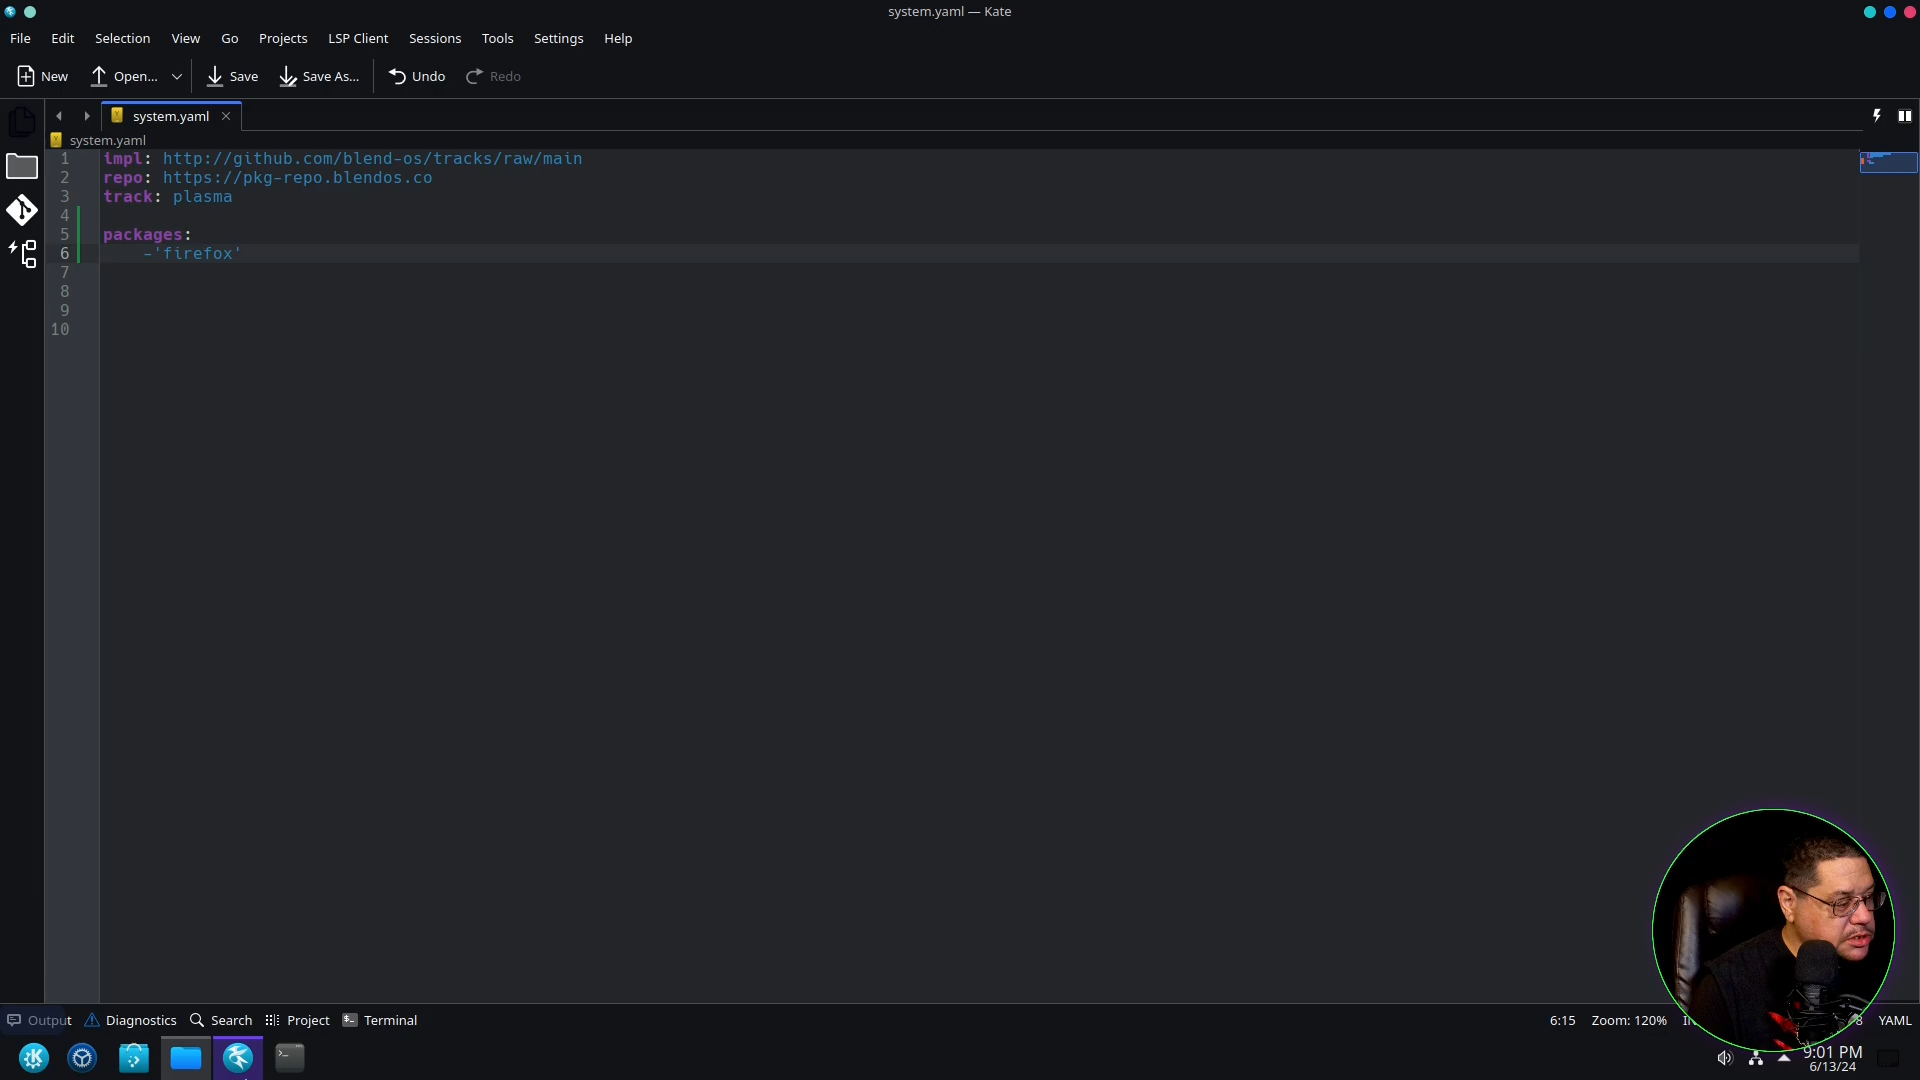 system.yaml — Kate
File Edit Selection View Go Projects LSP Client Sessions Tools Settings Help
New Open... Save Save As... Undo Redo
system.yaml
system.yaml
1 impl: http://github.com/blend-os/tracks/raw/main
2 repo: https://pkg-repo.blendos.co
3 track: plasma
4
5 packages:
6 -'firefox'
7
8
9
10
Output Diagnostics Search Project Terminal 6:15 Zoom: 120% YAML
9:01 PM
6/13/24